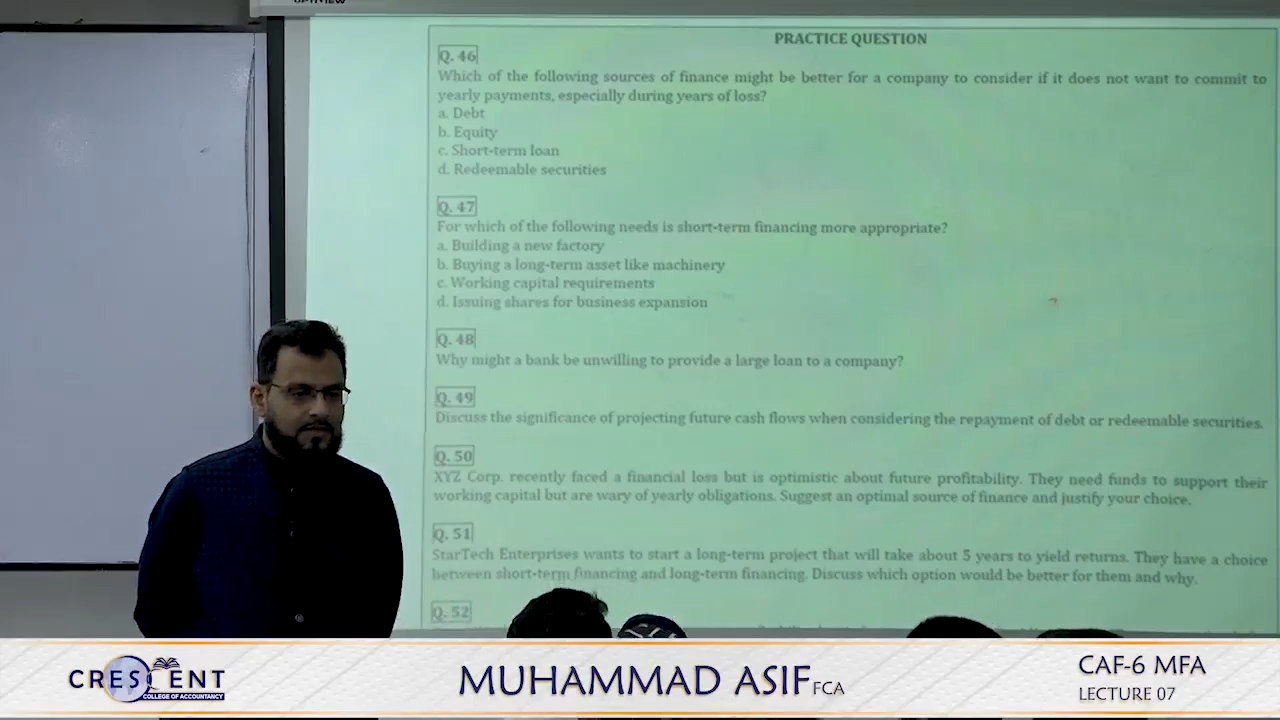 PRACTICE QUESTION
Q. 46
Which of the following sources of finance might be better for a company to consider if it does not want to commit to
yearly payments, especially during years of loss?
a. Debt
b. Equity
c. Short-term loan
d. Redeemable securities
Q. 47
For which of the following needs is short-term financing more appropriate?
a. Building a new factory
b. Buying a long-term asset like machinery
c. Working capital requirements
d. Issuing shares for business expansion
Q. 48
Why might a bank be unwilling to provide a large loan to a company?
Q. 49
Discuss the significance of projecting future cash flows when considering the repayment of debt or redeemable securities.
Q. 50
XYZ Corp. recently faced a financial loss but is optimistic about future profitability. They need funds to support their
working capital but are wary of yearly obligations. Suggest an optimal source of finance and justify your choice.
Q. 51
StarTech Enterprises wants to start a long-term project that will take about 5 years to yield returns. They have a choice
between short-term financing and long-term financing. Discuss which option would be better for them and why.
Q. 52
CRESCENT
COLLEGE OF ACCOUNTANCY
MUHAMMAD ASIF FCA
CAF-6 MFA
LECTURE 07